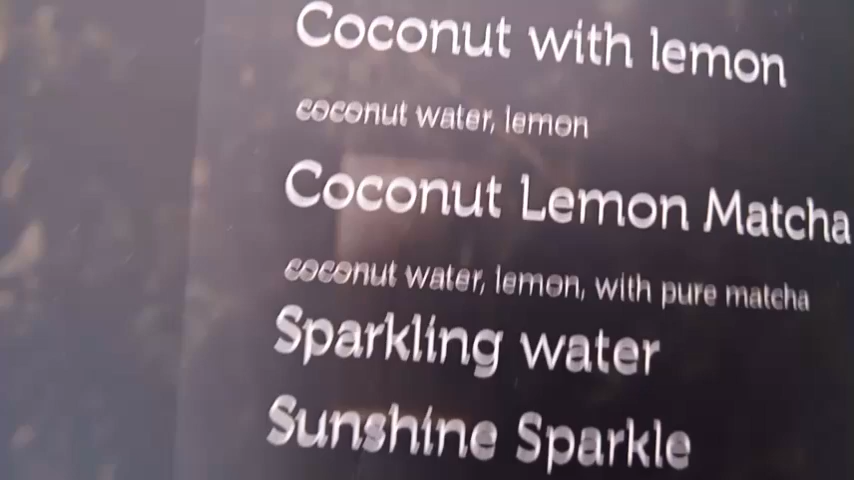 Coconut with lemon
coconut water, lemon
Coconut Lemon Matcha
coconut water, lemon, with pure matcha
Sparkling water
Sunshine Sparkle